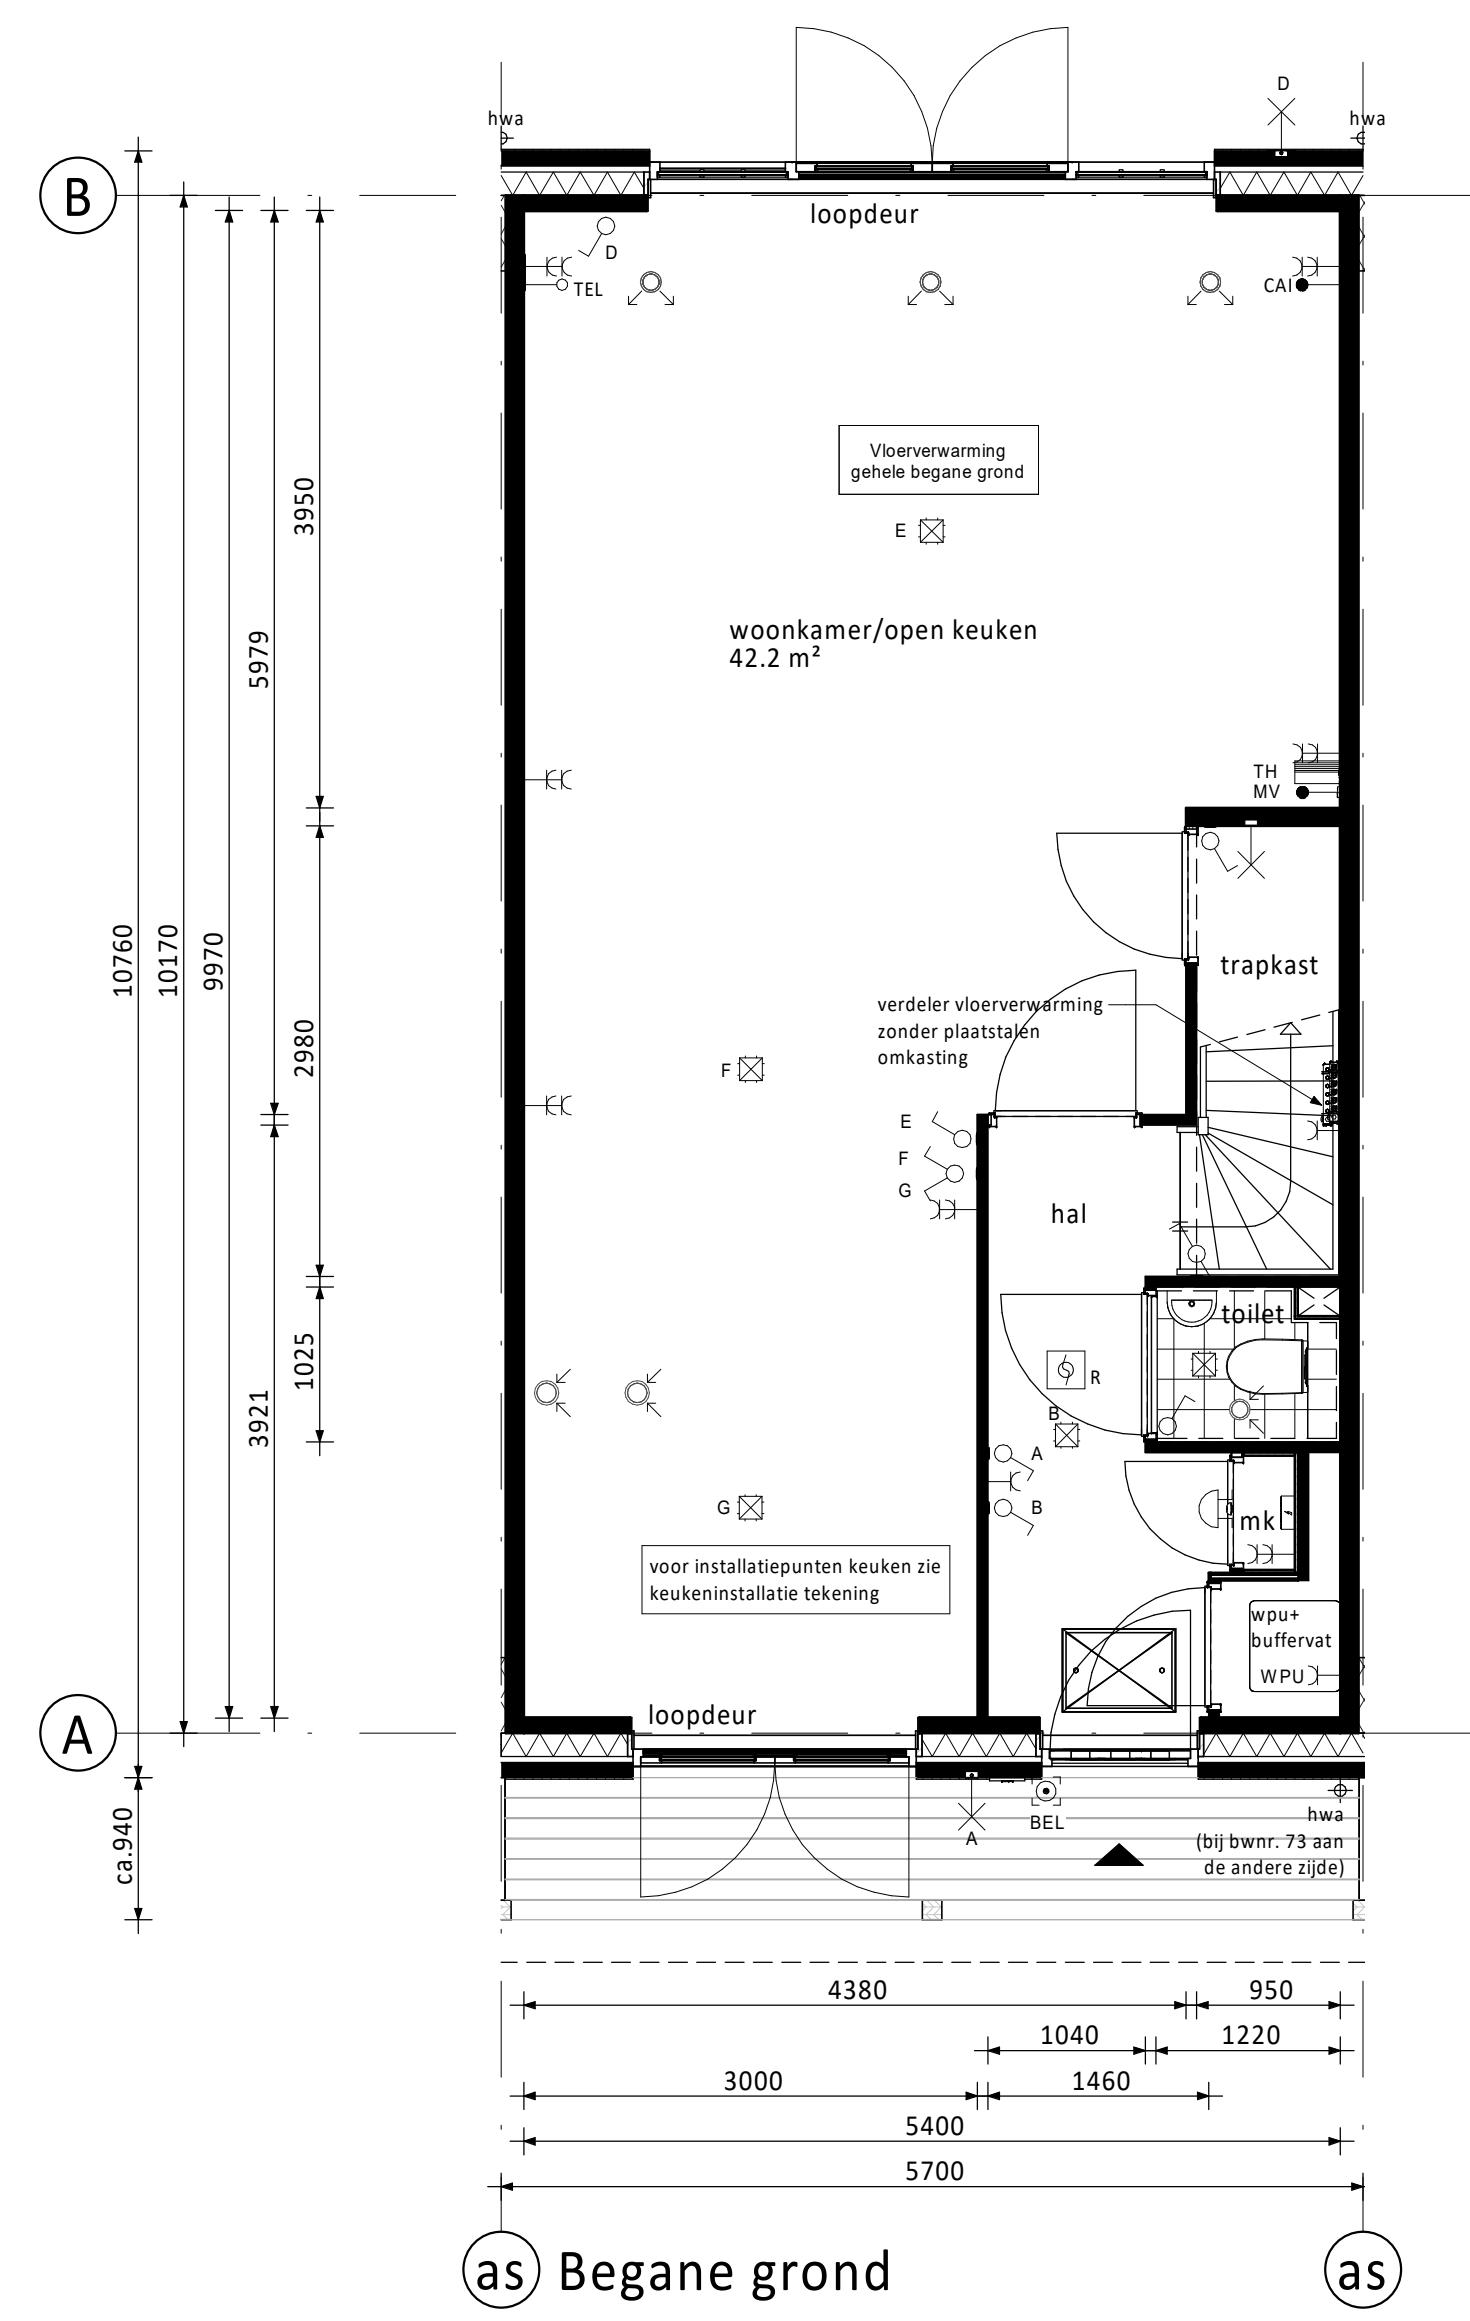 D
hwa
hwa
B
loopdeur
D
TEL
CAI
Vloerverwarming
gehele begane grond
E
woonkamer/open keuken
42.2 m²
3950
5979
TH
MV
10760
10170
9970
trapkast
verdeler vloerverwarming
zonder plaatstalen
omkasting
2980
F
E
F
G
hal
toilet
1025
3921
R
B
A
B
G
mk
voor installatiepunten keuken zie
keukeninstallatie tekening
wpu+
buffervat
WPU
loopdeur
A
ca.940
A
BEL
hwa
(bij bwnr. 73 aan
de andere zijde)
4380
950
1040
1220
3000
1460
5400
5700
as
Begane grond
as